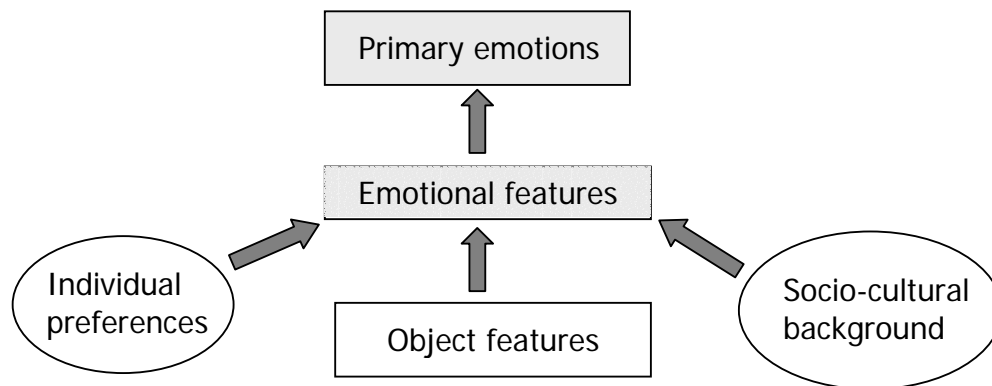 Primary emotions
Emotional features
Individual
preferences
Object features
Socio-cultural
background